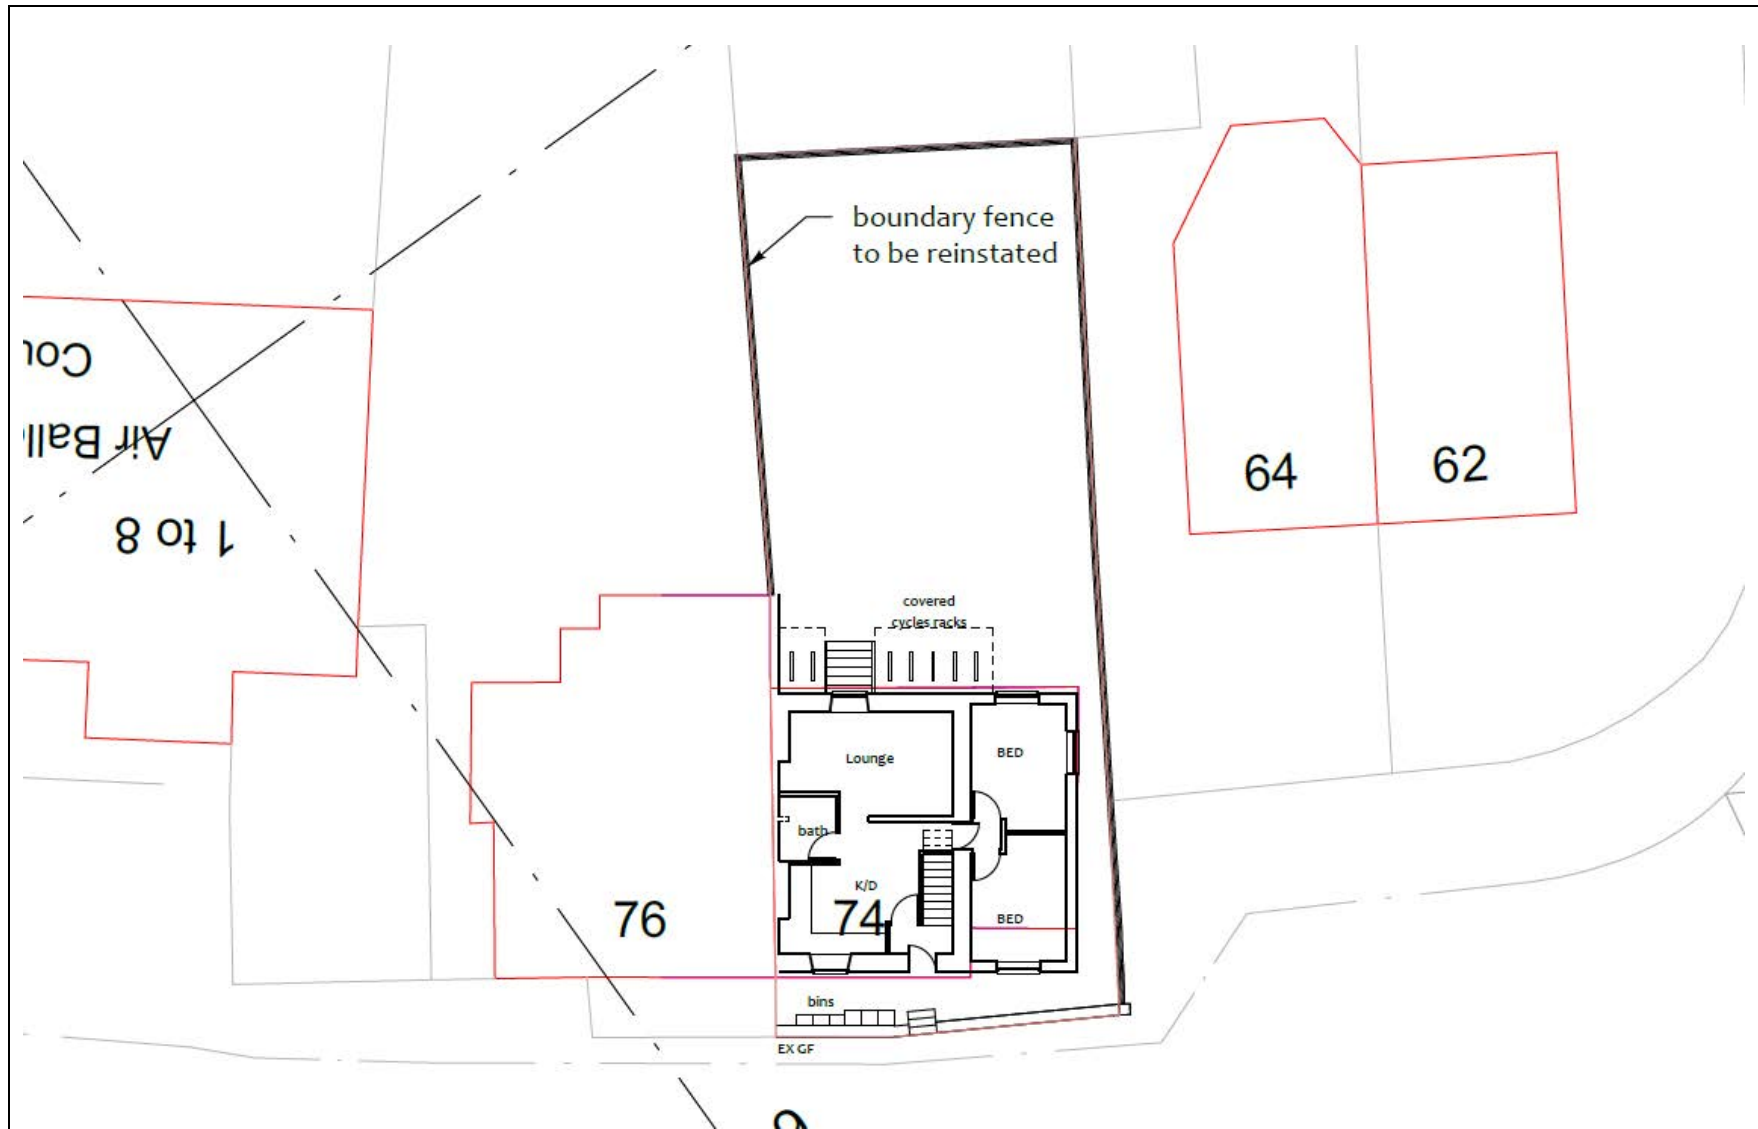 boundary fence
to be reinstated
Cou
Air Ball
1 to 8
64
62
covered
cycles racks
Lounge
BED
bath
K/D
74
76
BED
bins
EX GF